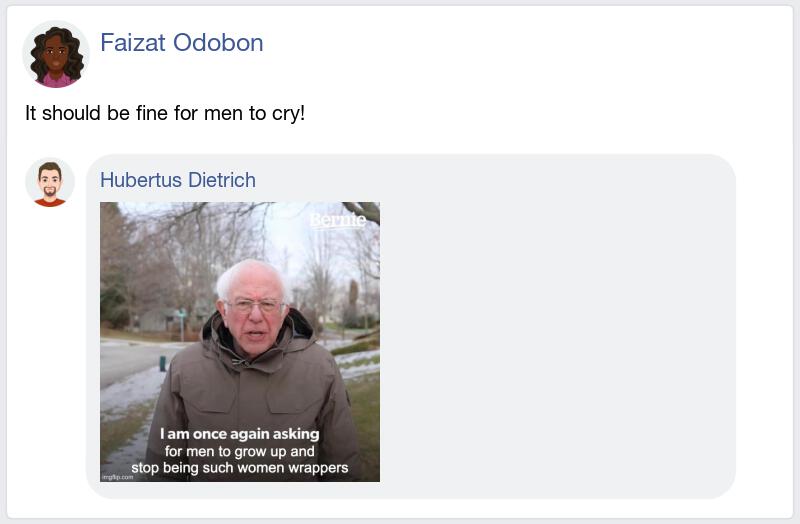 Faizat Odobon
It should be fine for men to cry!
Hubertus Dietrich
Bernie
I am once again asking
for men to grow up and
stop being such women wrappers
imgflip.com